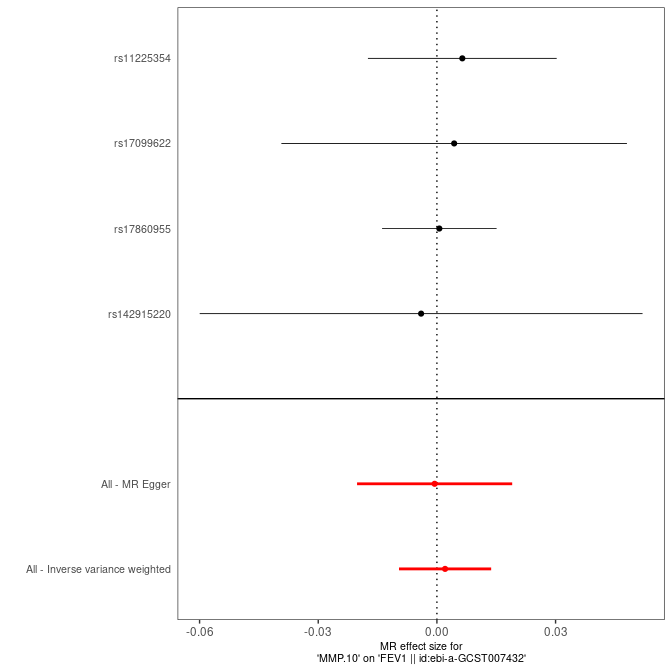 rs11225354
rs17099622
rs17860955
rs142915220
All - MR Egger
All - Inverse variance weighted
-0.06
-0.03
0.00
0.03
MR effect size for
'MMP.10' on 'FEV1 || id:ebi-a-GCST007432'